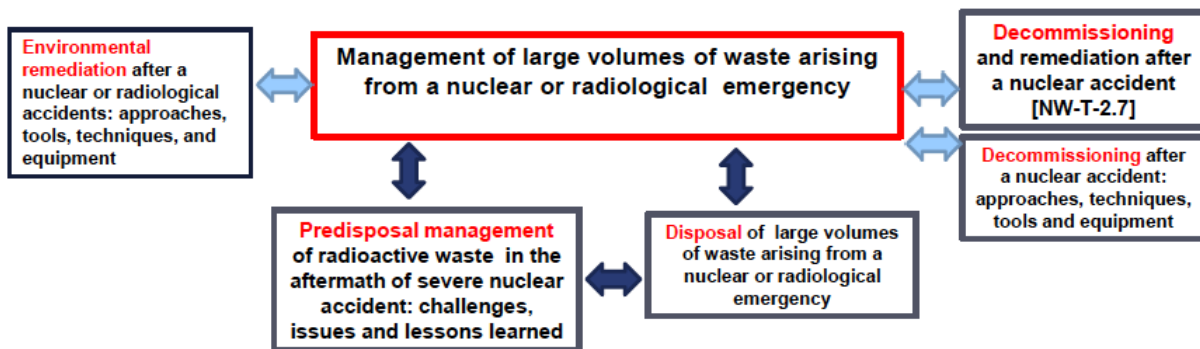 Environmental
remediation after a
nuclear or radiological
accidents: approaches,
tools, techniques, and
equipment
Management of large volumes of waste arising
from a nuclear or radiological emergency
Decommissioning
and remediation after
a nuclear accident
[NW-T-2.7]
Decommissioning after
a nuclear accident:
approaches, techniques,
tools and equipment
Predisposal management
of radioactive waste in the
aftermath of severe nuclear
accident: challenges,
issues and lessons learned
Disposal of large volumes
of waste arising from a
nuclear or radiological
emergency